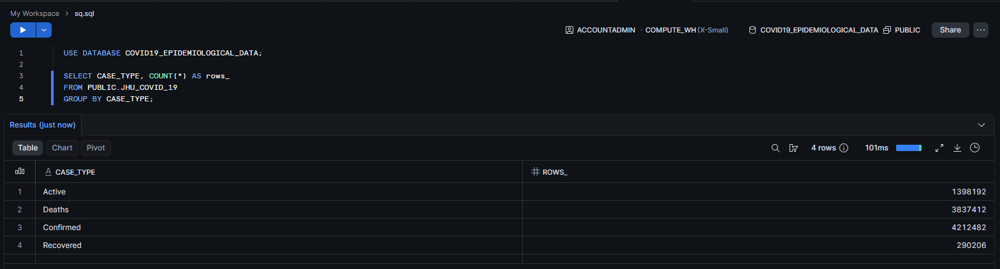 My Workspace > sq.sql
ACCOUNTADMIN COMPUTE_WH (X-Small) COVID19_EPIDEMIOLOGICAL_DATA PUBLIC Share ...
1 USE DATABASE COVID19_EPIDEMIOLOGICAL_DATA;
2
3 SELECT CASE_TYPE, COUNT(*) AS rows_
4 FROM PUBLIC.JHU_COVID_19
5 GROUP BY CASE_TYPE;
Results (just now)
Table Chart Pivot 4 rows 101ms
A CASE_TYPE # ROWS_
1 Active 1398192
2 Deaths 3837412
3 Confirmed 4212482
4 Recovered 290206